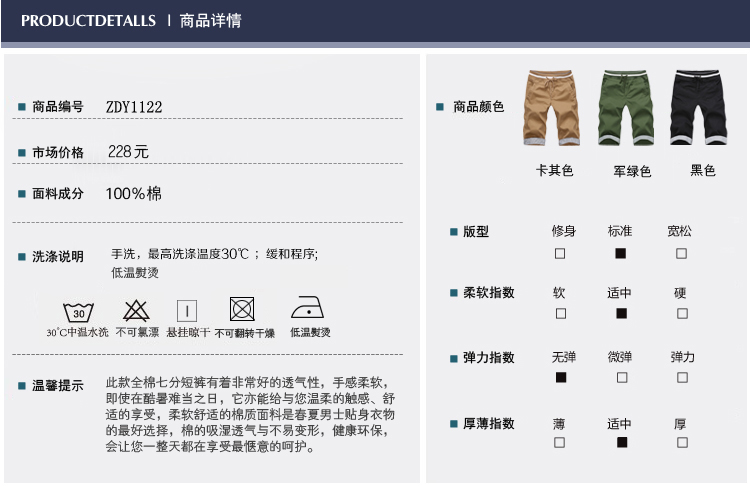 PRODUCTDETALLS | 商品详情
商品编号 ZDY1122
市场价格 228元
面料成分 100%棉
洗涤说明 手洗，最高洗涤温度30℃；缓和程序;
低温熨烫
30
30℃中温水洗 不可氯漂 悬挂晾干 不可翻转干燥 低温熨烫
温馨提示 此款全棉七分短裤有着非常好的透气性，手感柔软，
即使在酷暑难当之日，它亦能给与您温柔的触感、舒
适的享受，柔软舒适的棉质面料是春夏男士贴身衣物
的最好选择，棉的吸湿透气与不易变形，健康环保，
会让您一整天都在享受最惬意的呵护。
商品颜色
卡其色 军绿色 黑色
版型 修身 标准 宽松
柔软指数 软 适中 硬
弹力指数 无弹 微弹 弹力
厚薄指数 薄 适中 厚